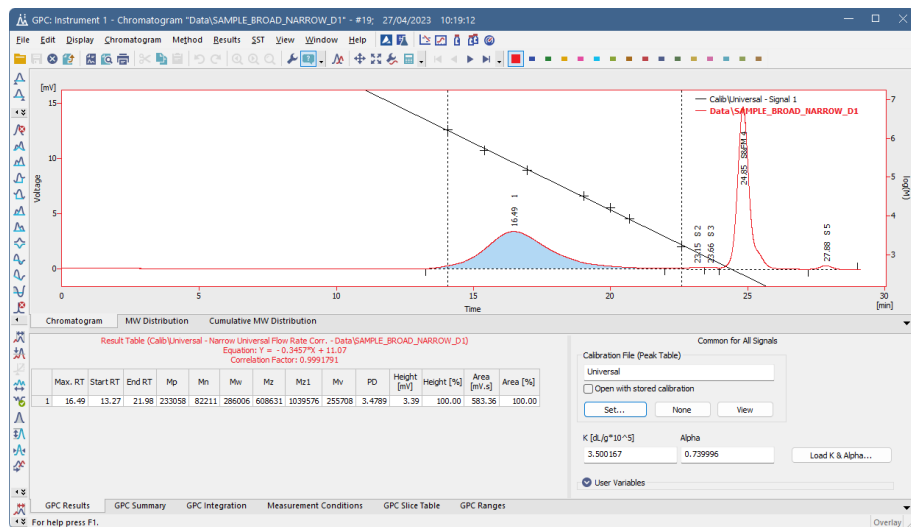 GPC: Instrument 1 - Chromatogram "Data\SAMPLE_BROAD_NARROW_D1" - #19; 27/04/2023 10:19:12
File Edit Display Chromatogram Method Results SST View Window Help
[mV]
15
10
5
0
Voltage
Calib\Universal - Signal 1
Data\SAMPLE_BROAD_NARROW_D1
16.49 1
23.15 S 2
23.66 S 3
27.88 S 5
7
6
5
4
3
log(M)
0 5 10 15 20 25 30
Time [min]
Chromatogram MW Distribution Cumulative MW Distribution
Result Table (Calib\Universal - Narrow Universal Flow Rate Corr. - Data\SAMPLE_BROAD_NARROW_D1)
Equation: Y = - 0.3457*X + 11.07
Correlation Factor: 0.9991791
Max. RT Start RT End RT Mp Mn Mw Mz Mz1 Mv PD Height [mV] Height [%] Area [mV.s] Area [%]
1 16.49 13.27 21.98 233058 82211 286006 608631 1039576 255708 3.4789 3.39 100.00 583.36 100.00
Common for All Signals
Calibration File (Peak Table)
Universal
Open with stored calibration
Set... None View
K [dL/g*10^5] Alpha
3.500167 0.739996 Load K & Alpha...
User Variables
GPC Results GPC Summary GPC Integration Measurement Conditions GPC Slice Table GPC Ranges
For help press F1. Overlay